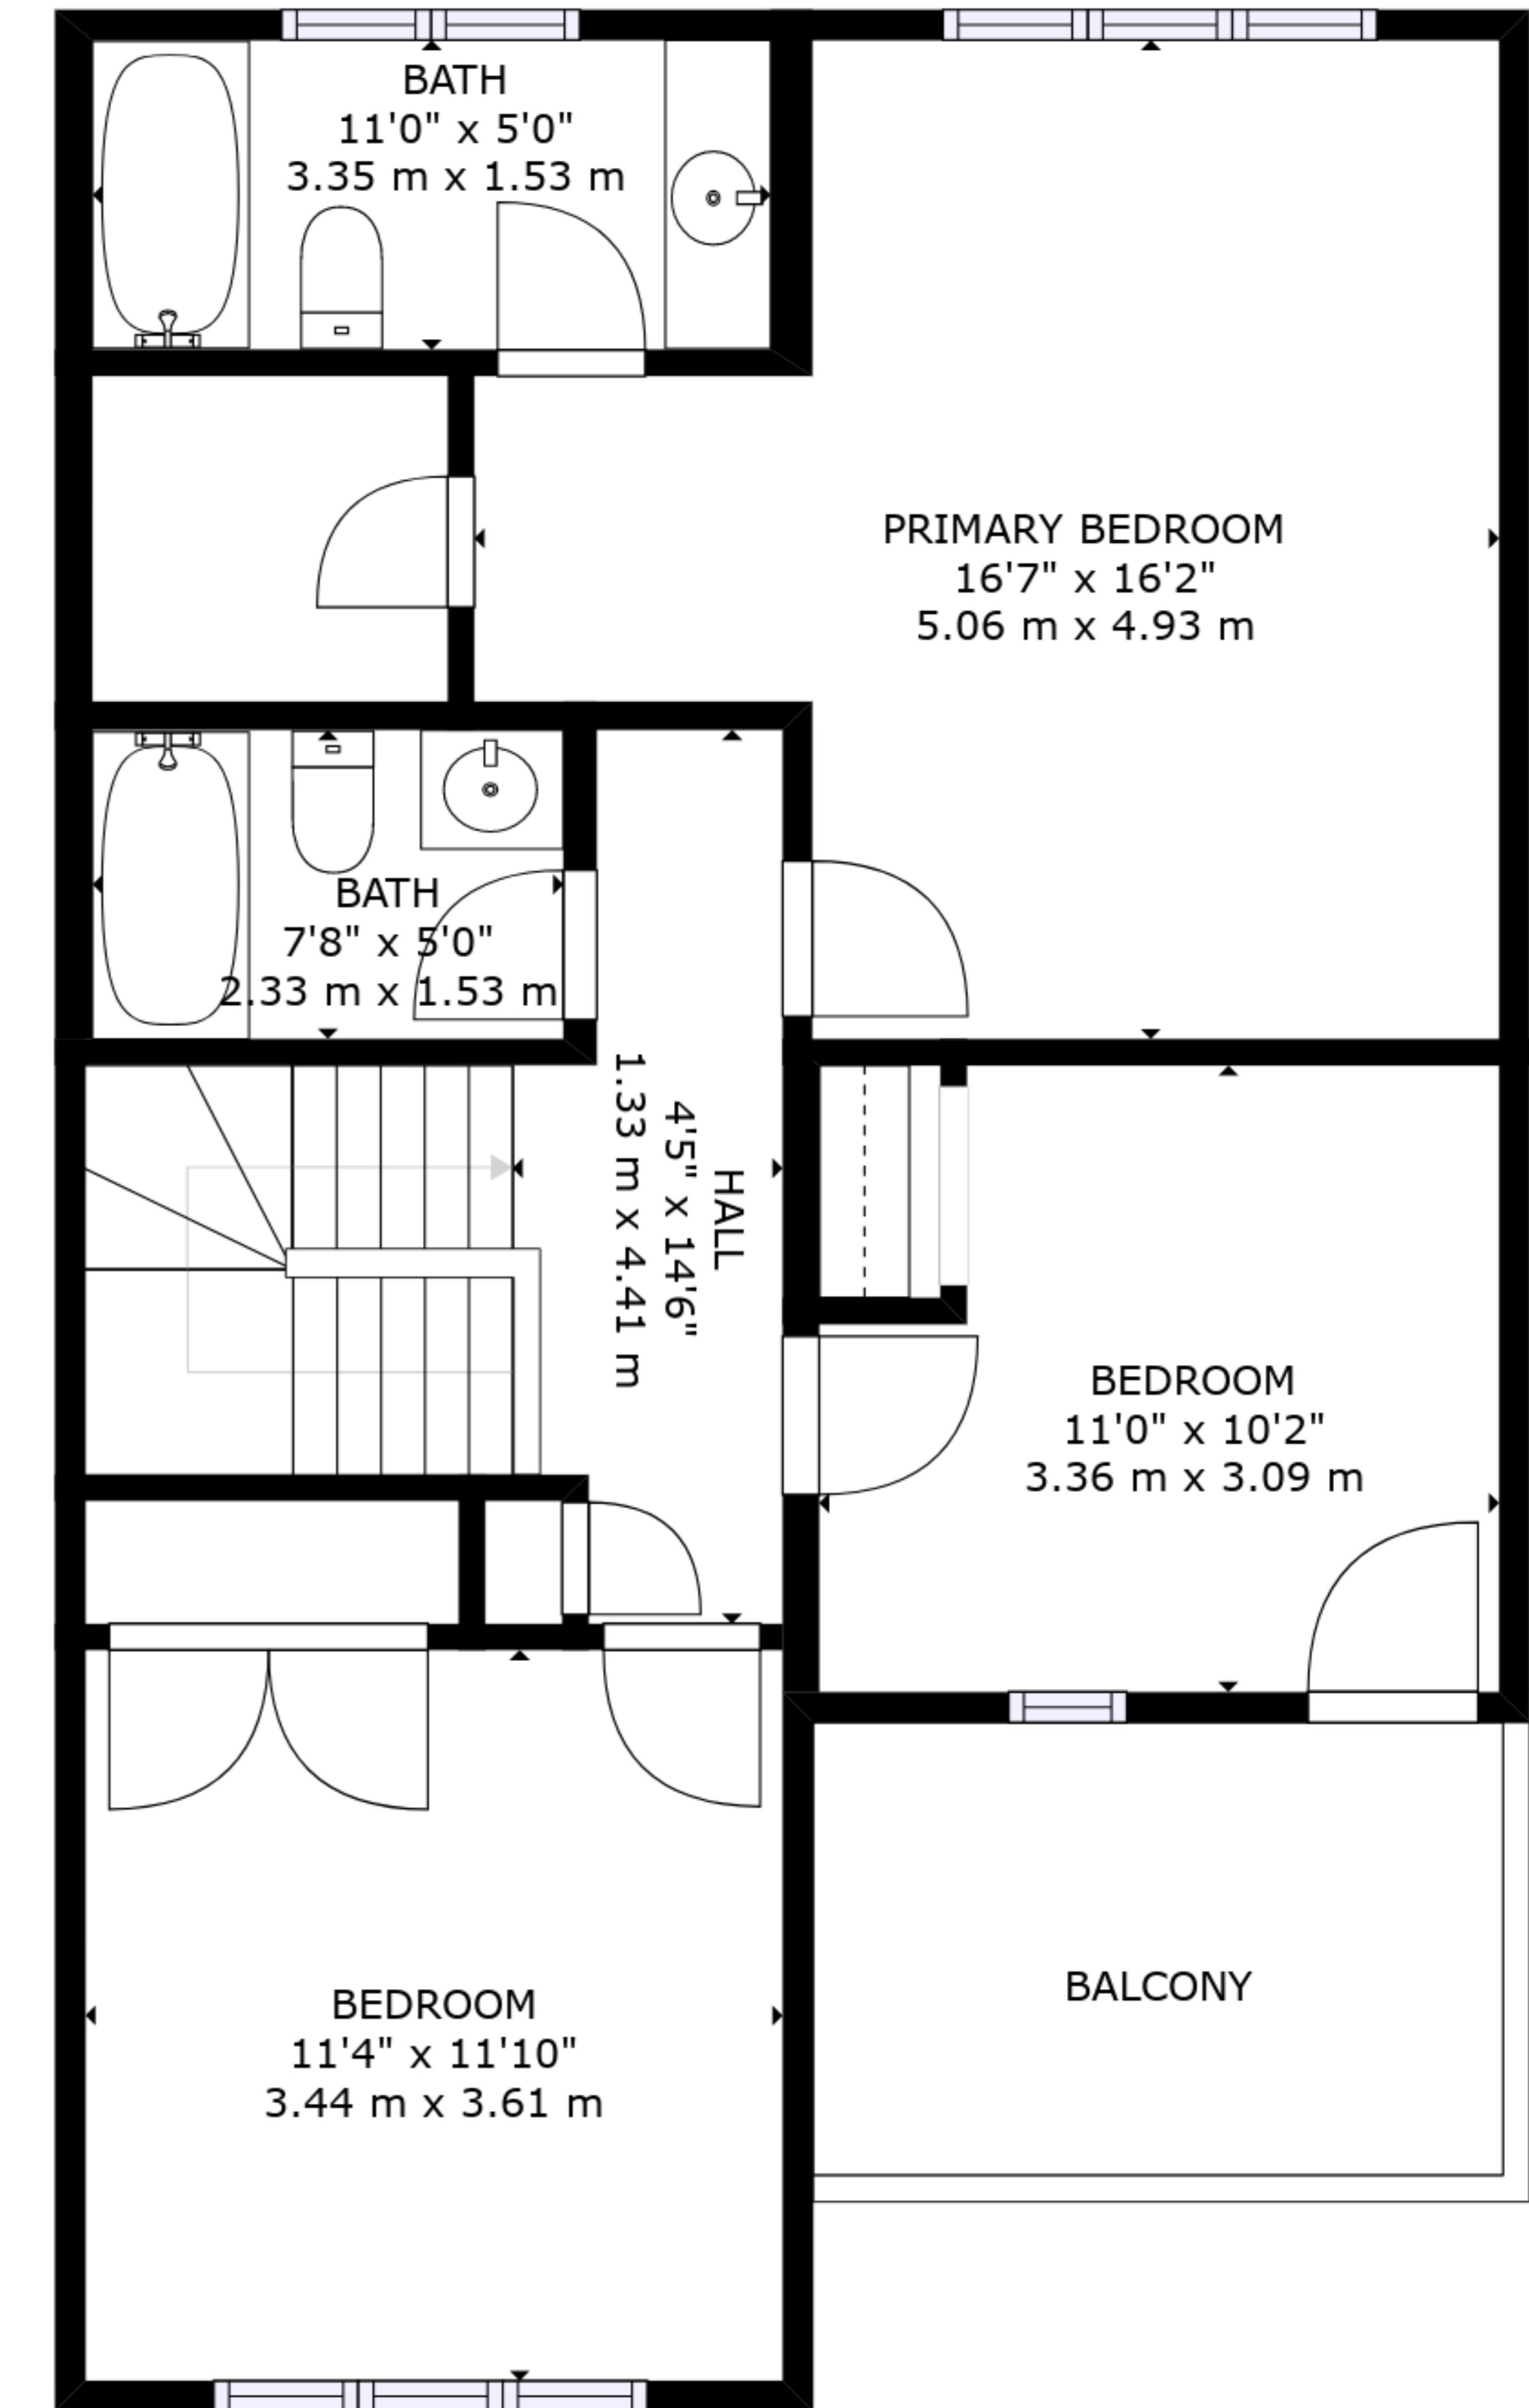 BATH
11'0" x 5'0"
3.35 m x 1.53 m
PRIMARY BEDROOM
16'7" x 16'2"
5.06 m x 4.93 m
BATH
7'8" x 5'0"
2.33 m x 1.53 m
HALL
4'5" x 14'6"
1.33 m x 4.41 m
BEDROOM
11'0" x 10'2"
3.36 m x 3.09 m
BALCONY
BEDROOM
11'4" x 11'10"
3.44 m x 3.61 m